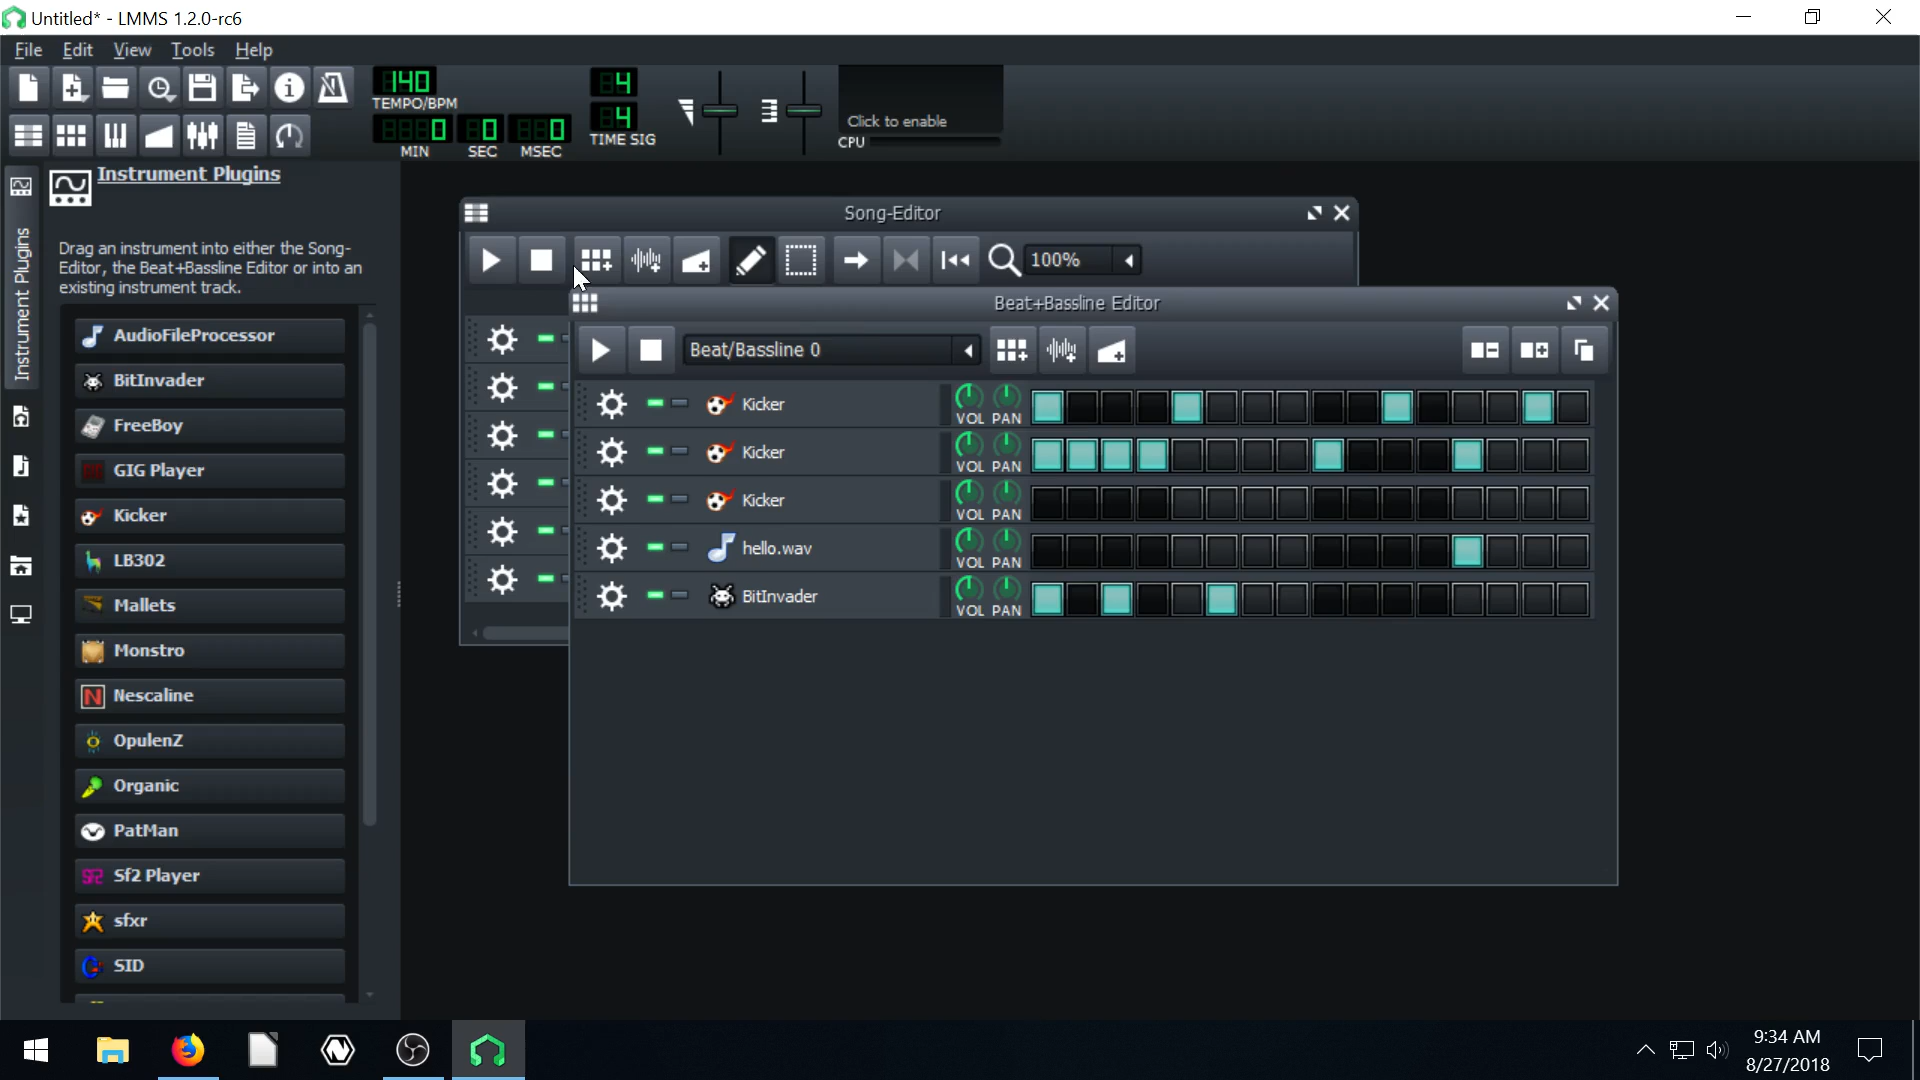 Untitled* - LMMS 1.2.0-rc6
File Edit View Tools Help
140
TEMPO/BPM
0 0 0
MIN SEC MSEC
4
4
TIME SIG
Click to enable
CPU
Instrument Plugins
Instrument Plugins
Drag an instrument into either the Song-
Editor, the Beat+Bassline Editor or into an
existing instrument track.
AudioFileProcessor
BitInvader
FreeBoy
GIG Player
Kicker
LB302
Mallets
Monstro
Nescaline
OpulenZ
Organic
PatMan
Sf2 Player
sfxr
SID
Song-Editor
100%
Beat+Bassline Editor
Beat/Bassline 0
Kicker VOL PAN
Kicker VOL PAN
Kicker VOL PAN
hello.wav VOL PAN
BitInvader VOL PAN
9:34 AM
8/27/2018